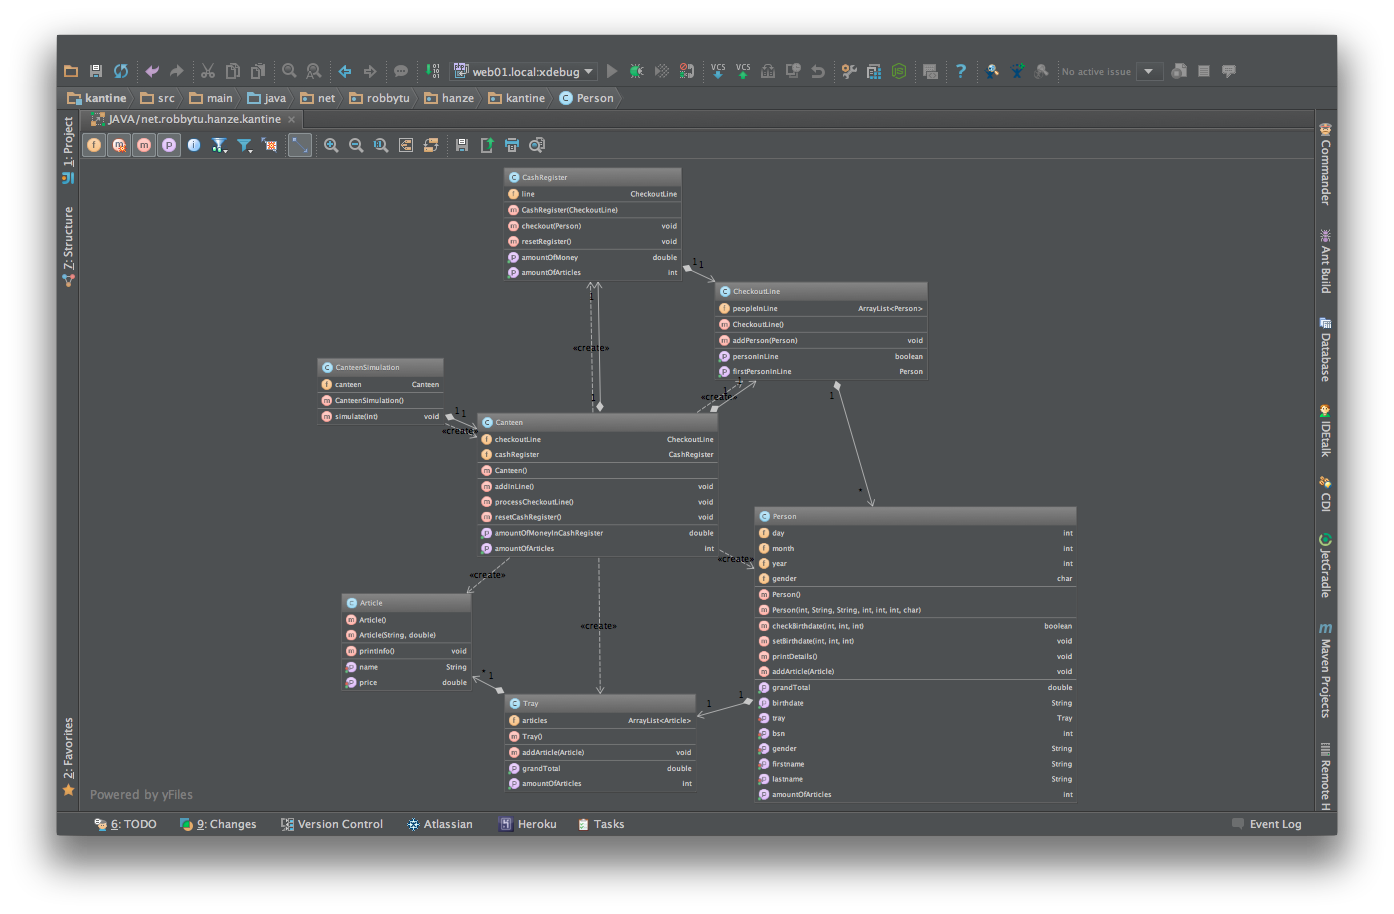 web01.local:xdebug
VCS VCS
No active issue
kantine src main java net robbytu hanze kantine Person
JAVA/net.robbytu.hanze.kantine
1: Project
7: Structure
2: Favorites
CashRegister
line CheckoutLine
CashRegister(CheckoutLine)
checkout(Person) void
resetRegister() void
amountOfMoney double
amountOfArticles int
1 1
CheckoutLine
peopleInLine ArrayList<Person>
CheckoutLine()
addPerson(Person) void
personInLine boolean
firstPersonInLine Person
1
«create»
1
1
1
«create»
1
*
CanteenSimulation
canteen Canteen
CanteenSimulation()
simulate(int) void
1 1
«create»
Canteen
checkoutLine CheckoutLine
cashRegister CashRegister
Canteen()
addInLine() void
processCheckoutLine() void
resetCashRegister() void
amountOfMoneyInCashRegister double
amountOfArticles int
«create»
«create»
«create»
Person
day int
month int
year int
gender char
Person()
Person(int, String, String, int, int, int, char)
checkBirthdate(int, int, int) boolean
setBirthdate(int, int, int) void
printDetails() void
addArticle(Article) void
grandTotal double
birthdate String
tray Tray
bsn int
gender String
firstname String
lastname String
amountOfArticles int
Article
Article()
Article(String, double)
printInfo() void
name String
price double
* 1
1 1
Tray
articles ArrayList<Article>
Tray()
addArticle(Article) void
grandTotal double
amountOfArticles int
Powered by yFiles
Commander
Ant Build
Database
IDEtalk
CDI
JetGradle
Maven Projects
Remote H
6: TODO 9: Changes Version Control Atlassian Heroku Tasks Event Log